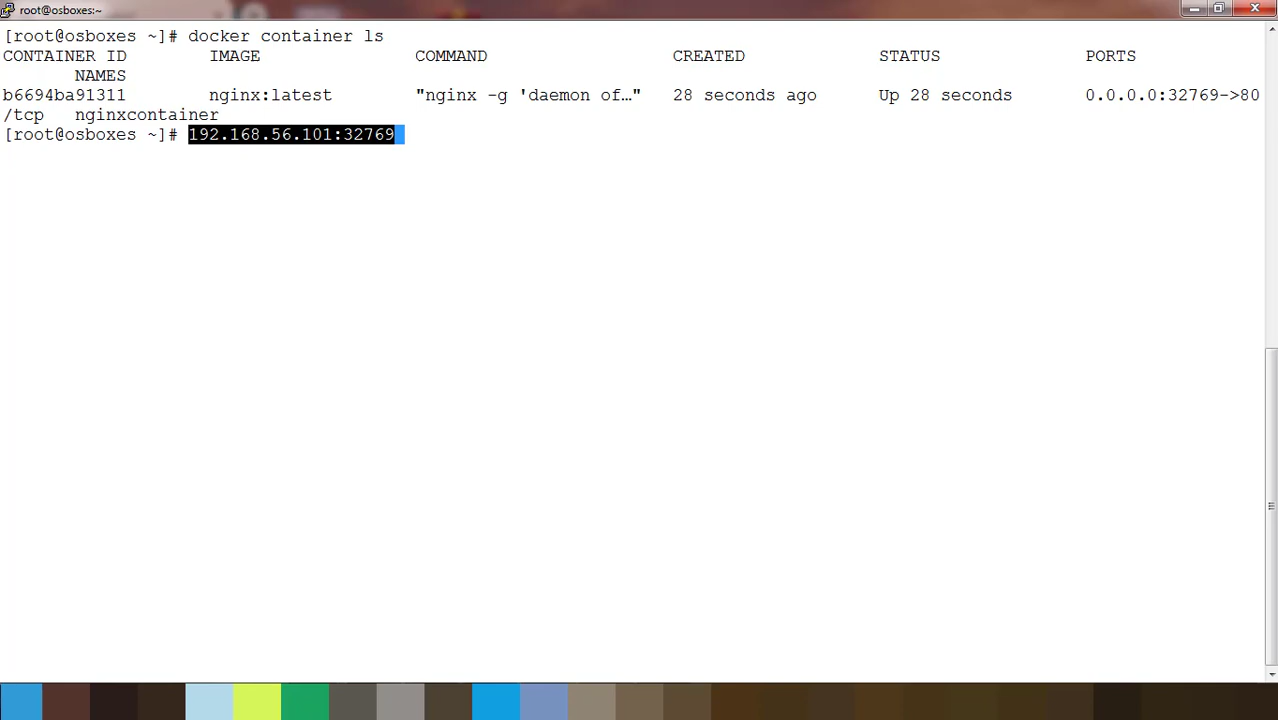 root@osboxes:~
[root@osboxes ~]# docker container ls
CONTAINER ID IMAGE COMMAND CREATED STATUS PORTS
NAMES
b6694ba91311 nginx:latest "nginx -g 'daemon of…" 28 seconds ago Up 28 seconds 0.0.0.0:32769->80
/tcp nginxcontainer
[root@osboxes ~]# 192.168.56.101:32769